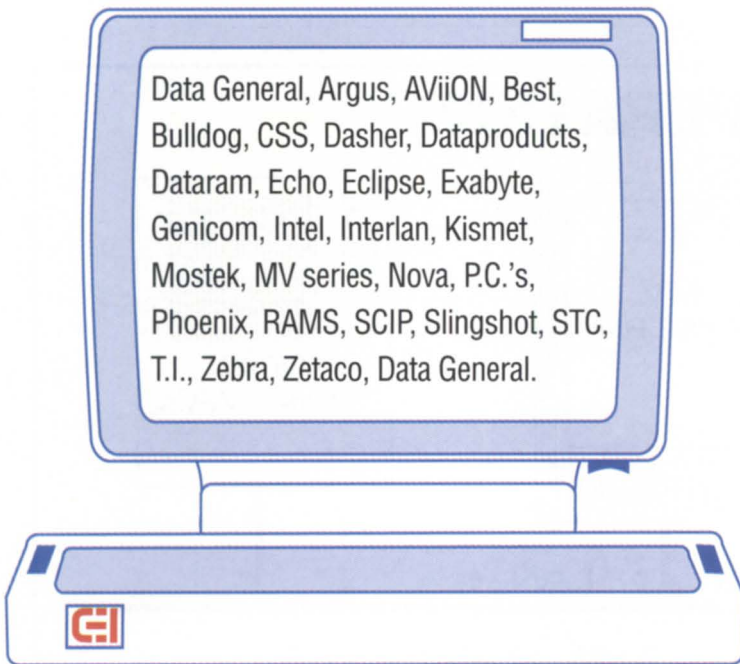 Data General, Argus, AViiON, Best,
Bulldog, CSS, Dasher, Dataproducts,
Dataram, Echo, Eclipse, Exabyte,
Genicom, Intel, Interlan, Kismet,
Mostek, MV series, Nova, P.C.'s,
Phoenix, RAMS, SCIP, Slingshot, STC,
T.I., Zebra, Zetaco, Data General.
CEI